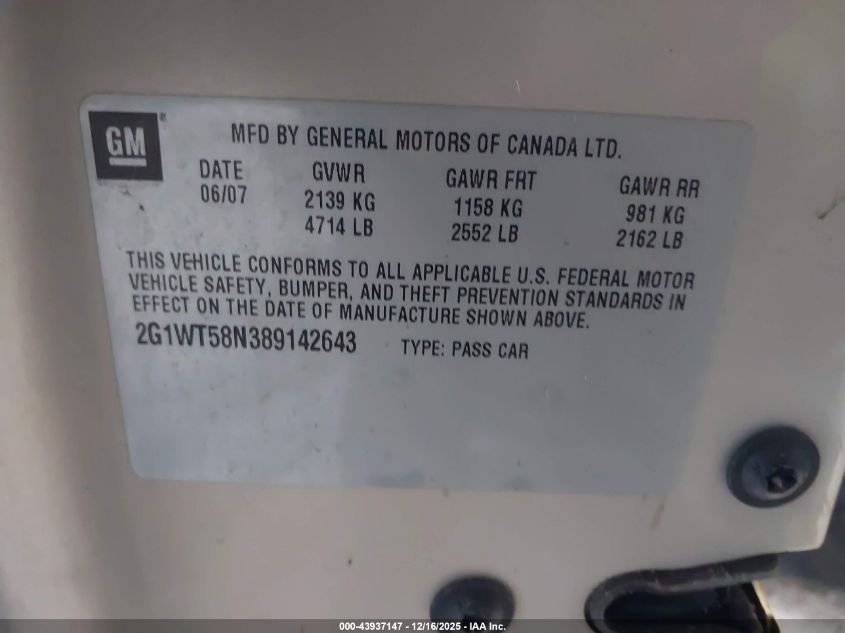 GM
MFD BY GENERAL MOTORS OF CANADA LTD.
DATE GVWR GAWR FRT GAWR RR
06/07 2139 KG 1158 KG 981 KG
4714 LB 2552 LB 2162 LB
THIS VEHICLE CONFORMS TO ALL APPLICABLE U.S. FEDERAL MOTOR
VEHICLE SAFETY, BUMPER, AND THEFT PREVENTION STANDARDS IN
EFFECT ON THE DATE OF MANUFACTURE SHOWN ABOVE.
2G1WT58N389142643 TYPE: PASS CAR
000-43937147 - 12/16/2025 - IAA Inc.